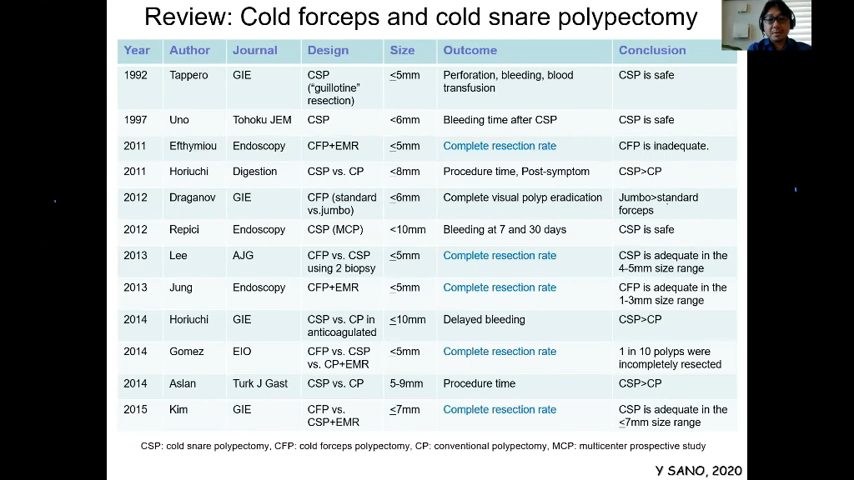 Review: Cold forceps and cold snare polypectomy
Year Author Journal Design Size Outcome Conclusion
1992 Tappero GIE CSP ("guillotine" resection) ≤5mm Perforation, bleeding, blood transfusion CSP is safe
1997 Uno Tohoku JEM CSP <6mm Bleeding time after CSP CSP is safe
2011 Efthymiou Endoscopy CFP+EMR ≤5mm Complete resection rate CFP is inadequate.
2011 Horiuchi Digestion CSP vs. CP <8mm Procedure time, Post-symptom CSP>CP
2012 Draganov GIE CFP (standard vs.jumbo) ≤6mm Complete visual polyp eradication Jumbo>standard forceps
2012 Repici Endoscopy CSP (MCP) <10mm Bleeding at 7 and 30 days CSP is safe
2013 Lee AJG CFP vs. CSP using 2 biopsy ≤5mm Complete resection rate CSP is adequate in the 4-5mm size range
2013 Jung Endoscopy CFP+EMR ≤5mm Complete resection rate CFP is adequate in the 1-3mm size range
2014 Horiuchi GIE CSP vs. CP in anticoagulated ≤10mm Delayed bleeding CSP>CP
2014 Gomez EIO CFP vs. CSP vs. CP+EMR <5mm Complete resection rate 1 in 10 polyps were incompletely resected
2014 Aslan Turk J Gast CSP vs. CP 5-9mm Procedure time CSP>CP
2015 Kim GIE CFP vs. CSP+EMR ≤7mm Complete resection rate CSP is adequate in the ≤7mm size range
CSP: cold snare polypectomy, CFP: cold forceps polypectomy, CP: conventional polypectomy, MCP: multicenter prospective study
Y SANO, 2020